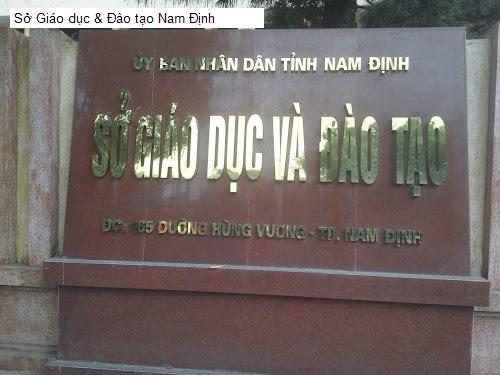 Sở Giáo dục & Đào tạo Nam Định
ỦY BAN NHÂN DÂN TỈNH NAM ĐỊNH
SỞ GIÁO DỤC VÀ ĐÀO TẠO
ĐC: 165 ĐƯỜNG HÙNG VƯƠNG - TP. NAM ĐỊNH